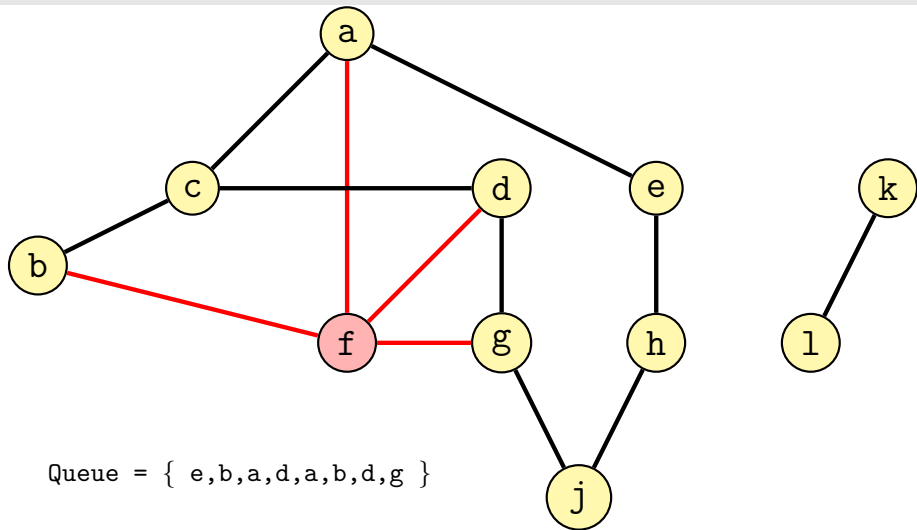 a
c
d
e
k
b
f
g
h
l
Queue = { e,b,a,d,a,b,d,g }
j